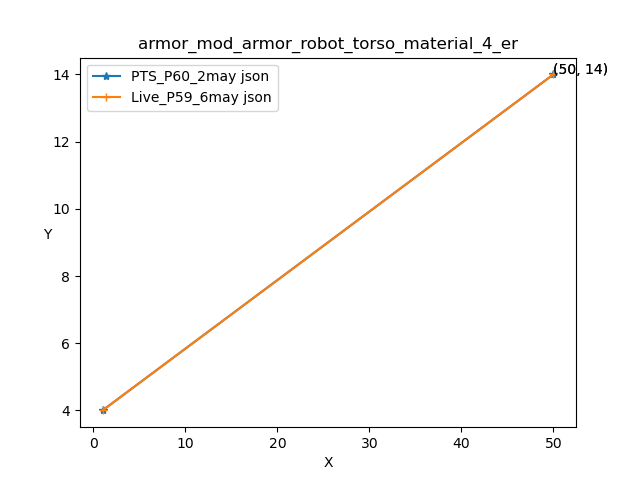 armor_mod_armor_robot_torso_material_4_er
PTS_P60_2may json
Live_P59_6may json
(50, 14)
14
12
10
8
6
4
Y
0 10 20 30 40 50
X